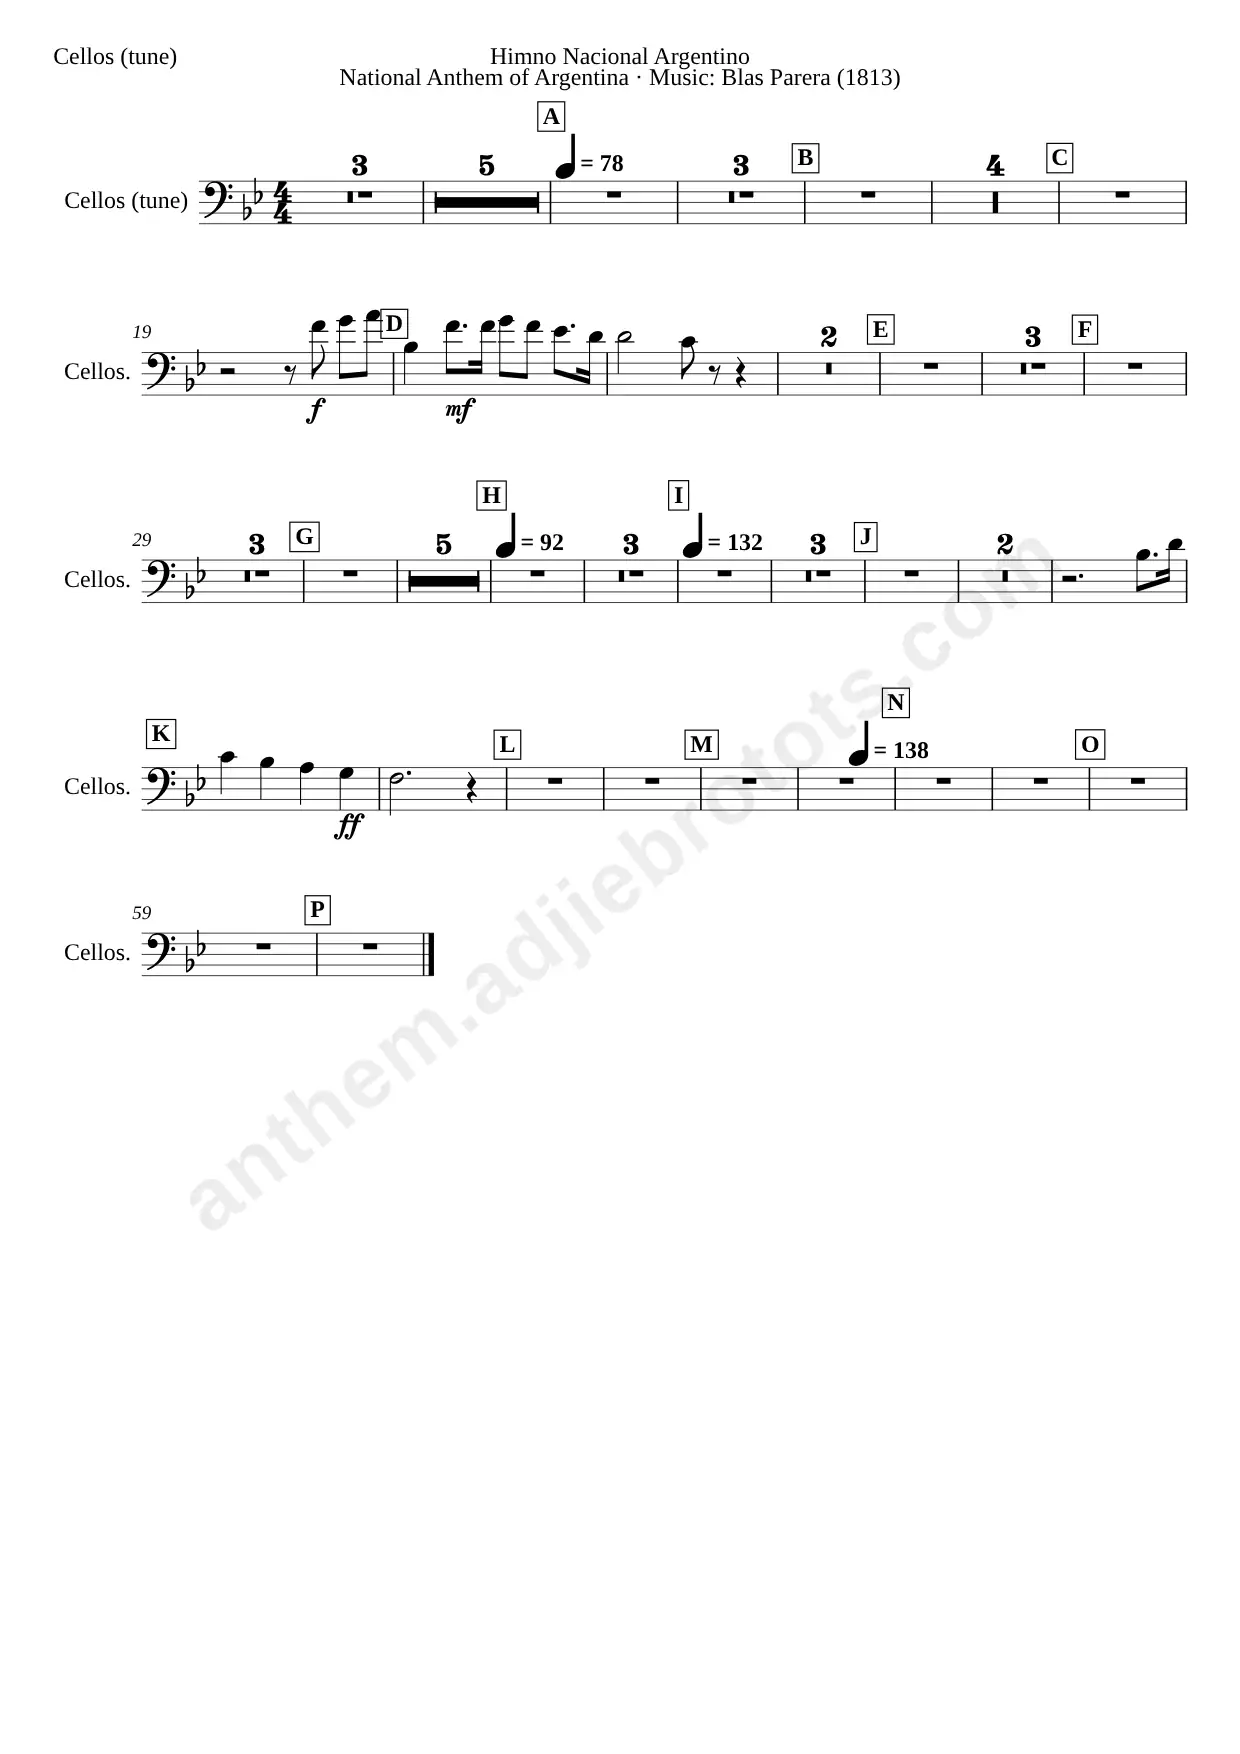 Cellos (tune)
Himno Nacional Argentino
National Anthem of Argentina · Music: Blas Parera (1813)
A
3 5 = 78 3 B 4 C
Cellos (tune)
4
4
19
D 2 E 3 F
Cellos.
f mf
H I
29 3 G 5 = 92 3 = 132 3 J 2
Cellos.
N
K L M = 138 O
Cellos.
ff
59 P
Cellos.
anthem.adjiebrotots.com